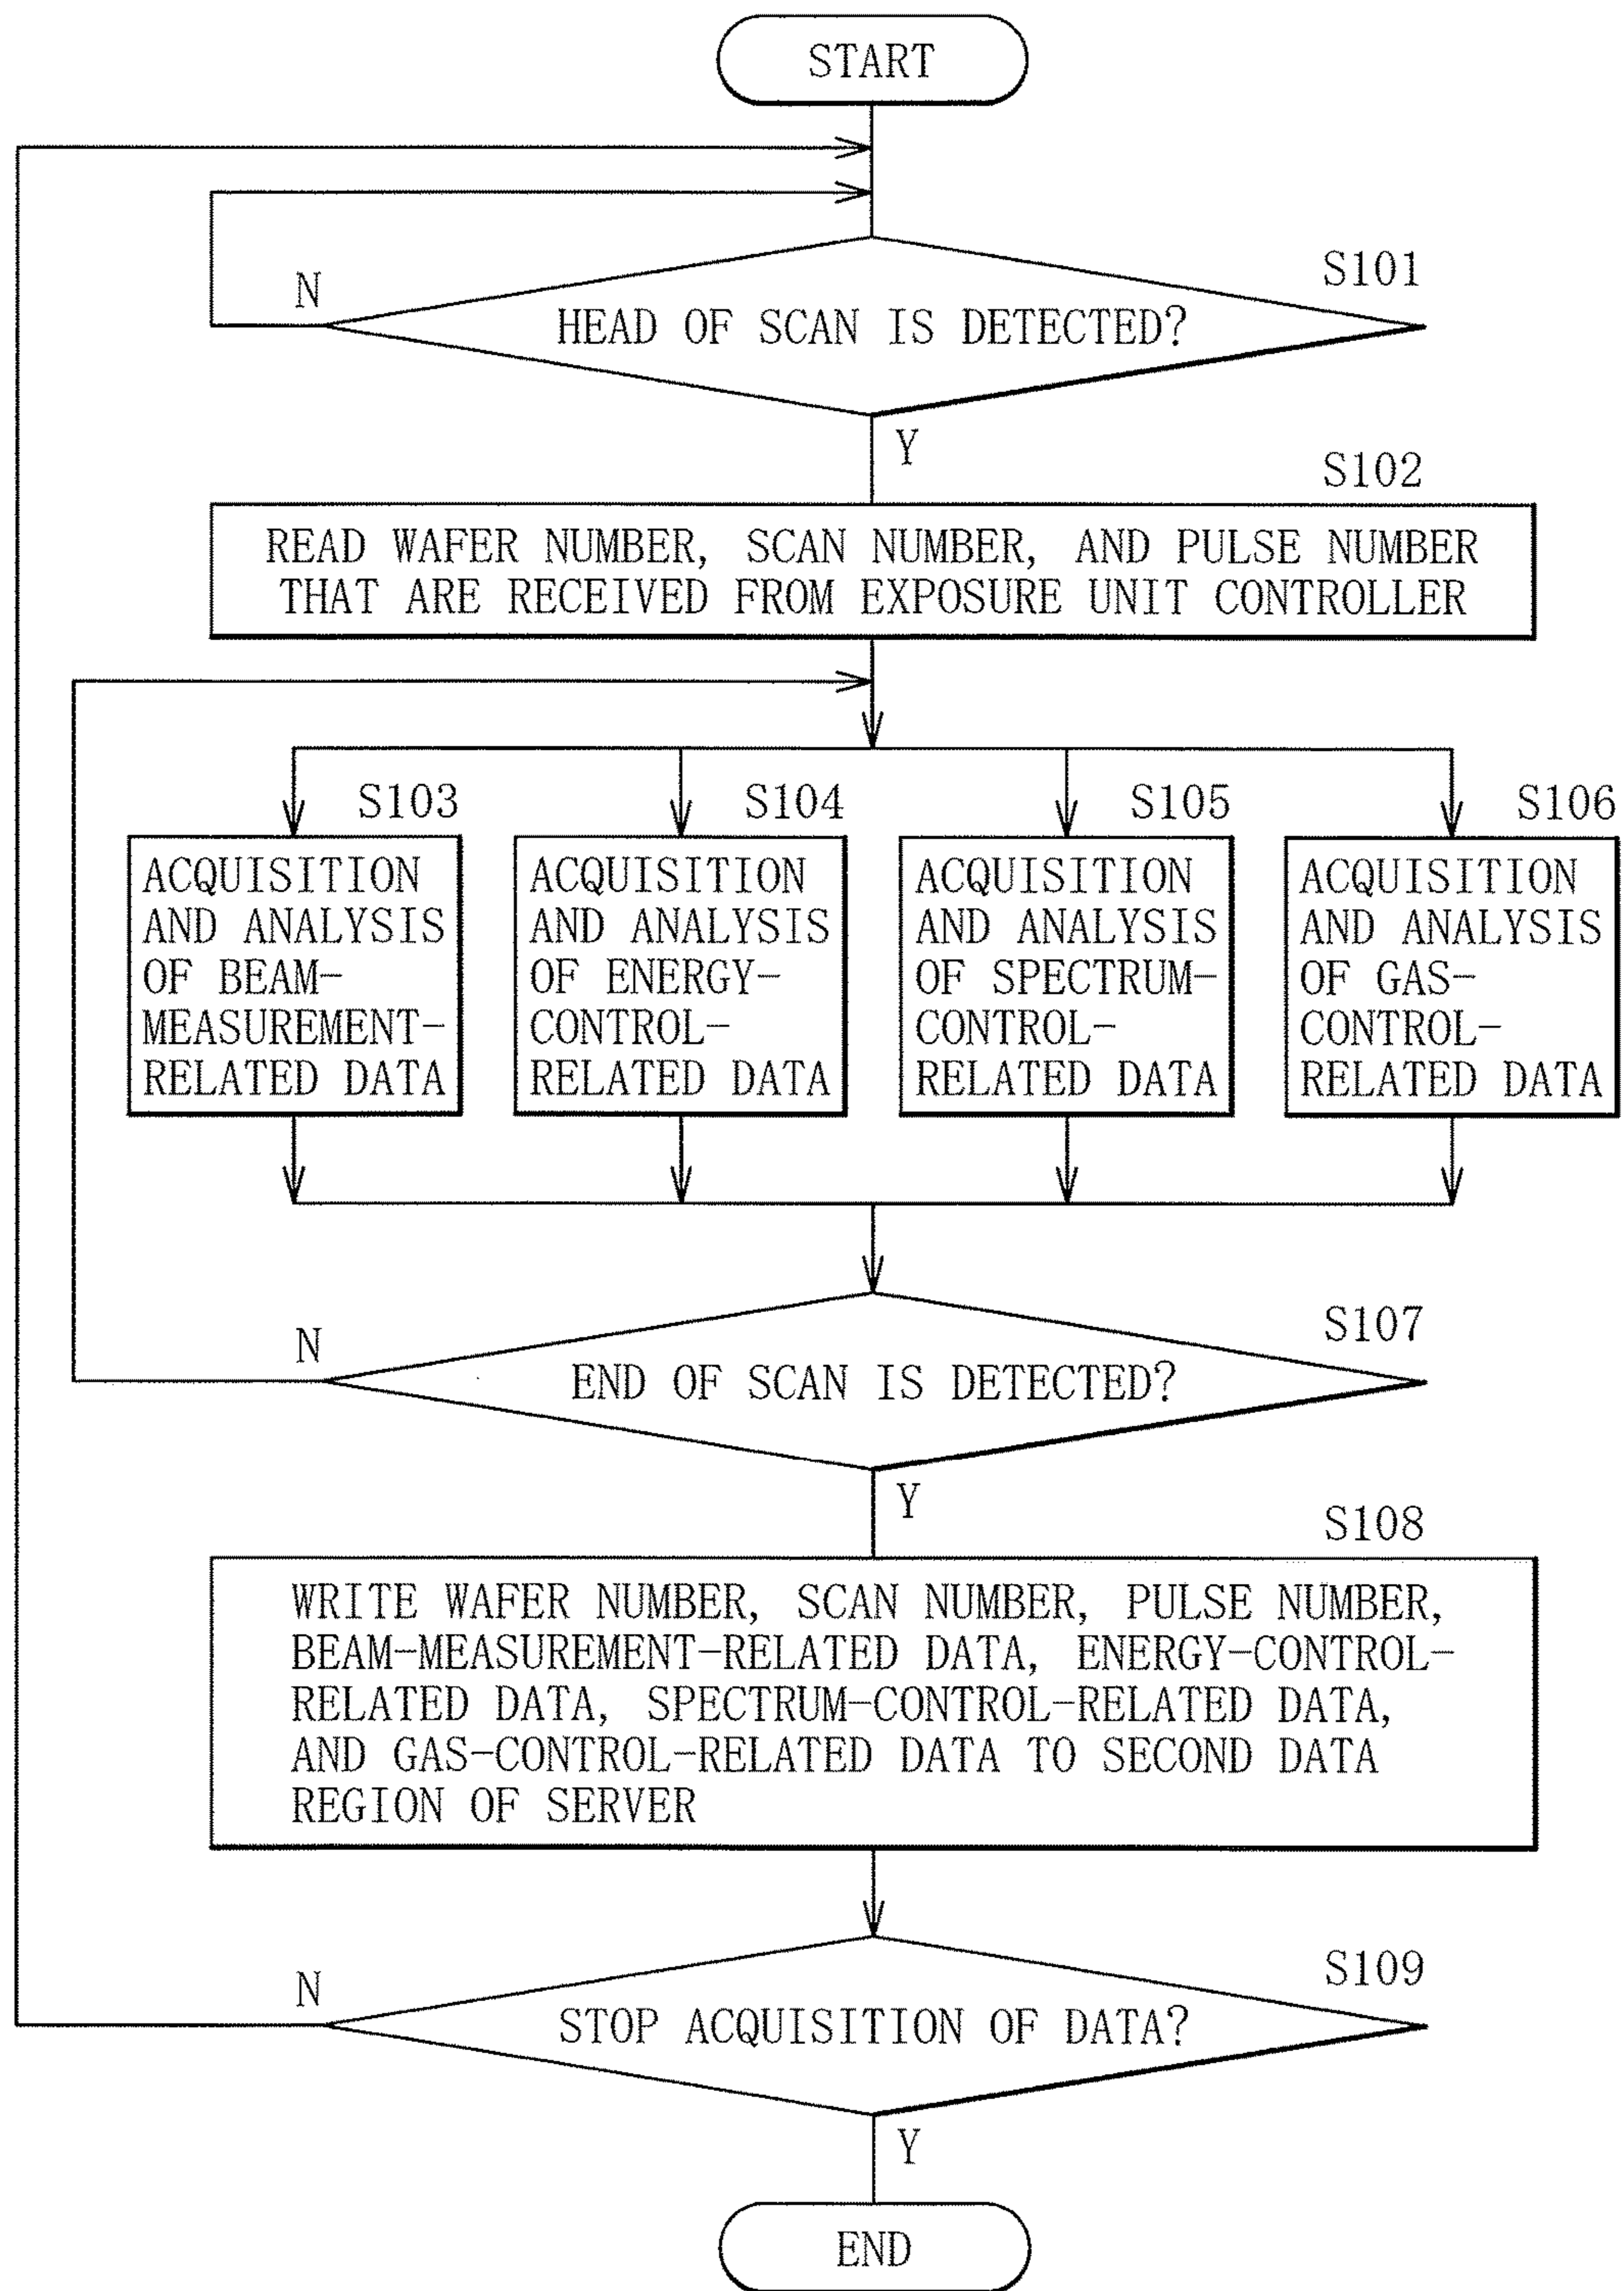 START
S101
N
HEAD OF SCAN IS DETECTED?
Y
S102
READ WAFER NUMBER, SCAN NUMBER, AND PULSE NUMBER
THAT ARE RECEIVED FROM EXPOSURE UNIT CONTROLLER
S103
ACQUISITION
AND ANALYSIS
OF BEAM-
MEASUREMENT-
RELATED DATA
S104
ACQUISITION
AND ANALYSIS
OF ENERGY-
CONTROL-
RELATED DATA
S105
ACQUISITION
AND ANALYSIS
OF SPECTRUM-
CONTROL-
RELATED DATA
S106
ACQUISITION
AND ANALYSIS
OF GAS-
CONTROL-
RELATED DATA
S107
N
END OF SCAN IS DETECTED?
Y
S108
WRITE WAFER NUMBER, SCAN NUMBER, PULSE NUMBER,
BEAM-MEASUREMENT-RELATED DATA, ENERGY-CONTROL-
RELATED DATA, SPECTRUM-CONTROL-RELATED DATA,
AND GAS-CONTROL-RELATED DATA TO SECOND DATA
REGION OF SERVER
S109
N
STOP ACQUISITION OF DATA?
Y
END